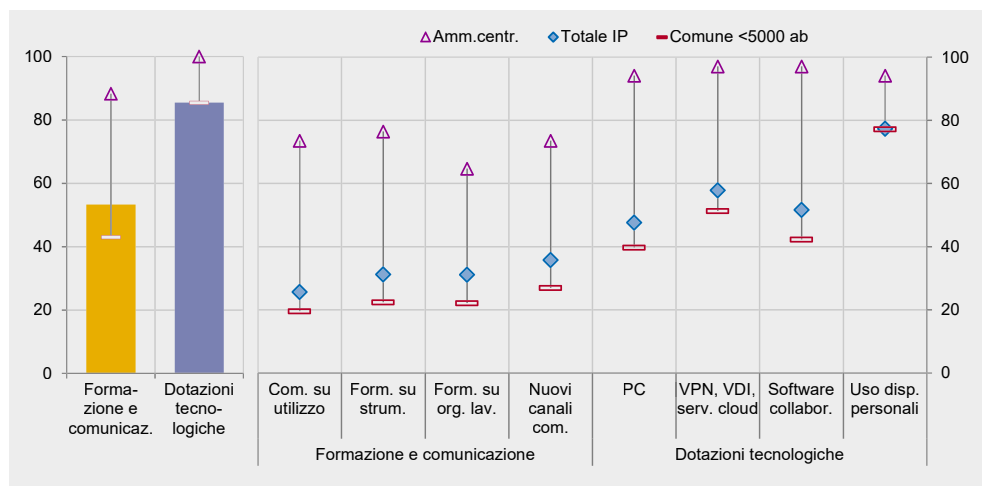 Amm.centr. Totale IP Comune <5000 ab
100
80
60
40
20
0
100
80
60
40
20
0
Forma-
zione e
comunicaz.
Dotazioni
tecno-
logiche
Com. su
utilizzo
Form. su
strum.
Form. su
org. lav.
Nuovi
canali
com.
PC
VPN, VDI,
serv. cloud
Software
collabor.
Uso disp.
personali
Formazione e comunicazione
Dotazioni tecnologiche